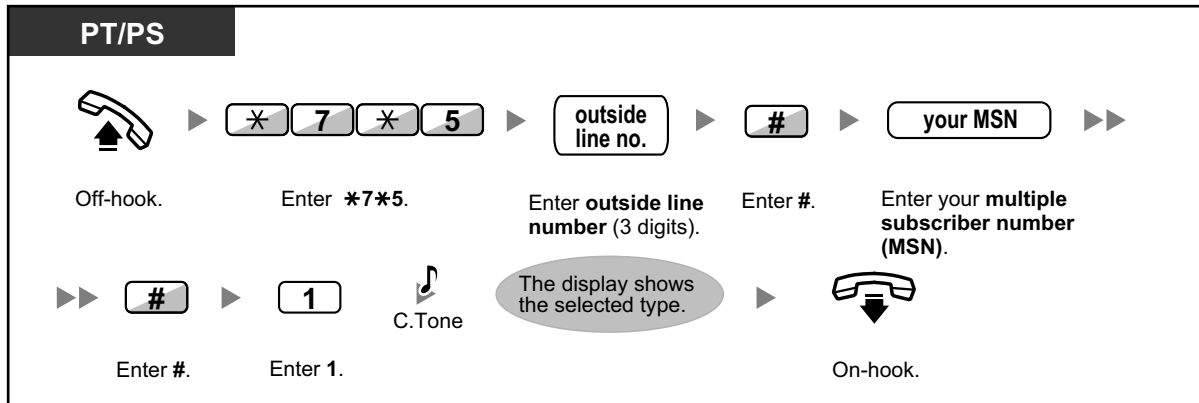 PT/PS
* 7 * 5
outside
line no.
#
your MSN
Off-hook.
Enter *7*5.
Enter outside line
number (3 digits).
Enter #.
Enter your multiple
subscriber number
(MSN).
#
1
C.Tone
The display shows
the selected type.
Enter #.
Enter 1.
On-hook.